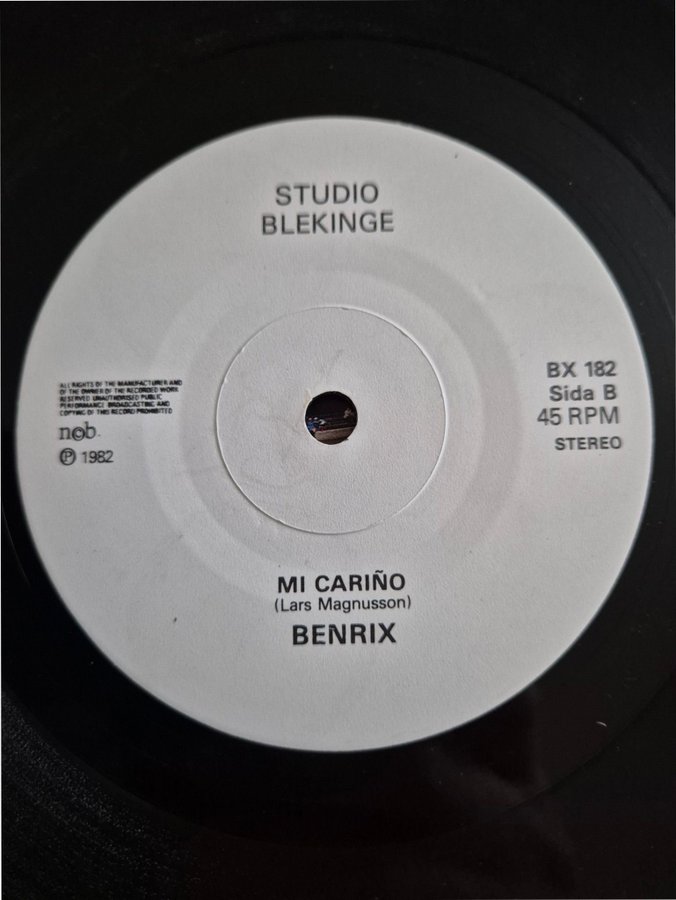 STUDIO
BLEKINGE
ALL RIGHTS OF THE MANUFACTURER AND
OF THE OWNER OF THE RECORDED WORK
RESERVED UNAUTHORISED PUBLIC
PERFORMANCE BROADCASTING AND
COPYING OF THIS RECORD PROHIBITED
ncb.
Ⓟ 1982
BX 182
Sida B
45 RPM
STEREO
MI CARIÑO
(Lars Magnusson)
BENRIX